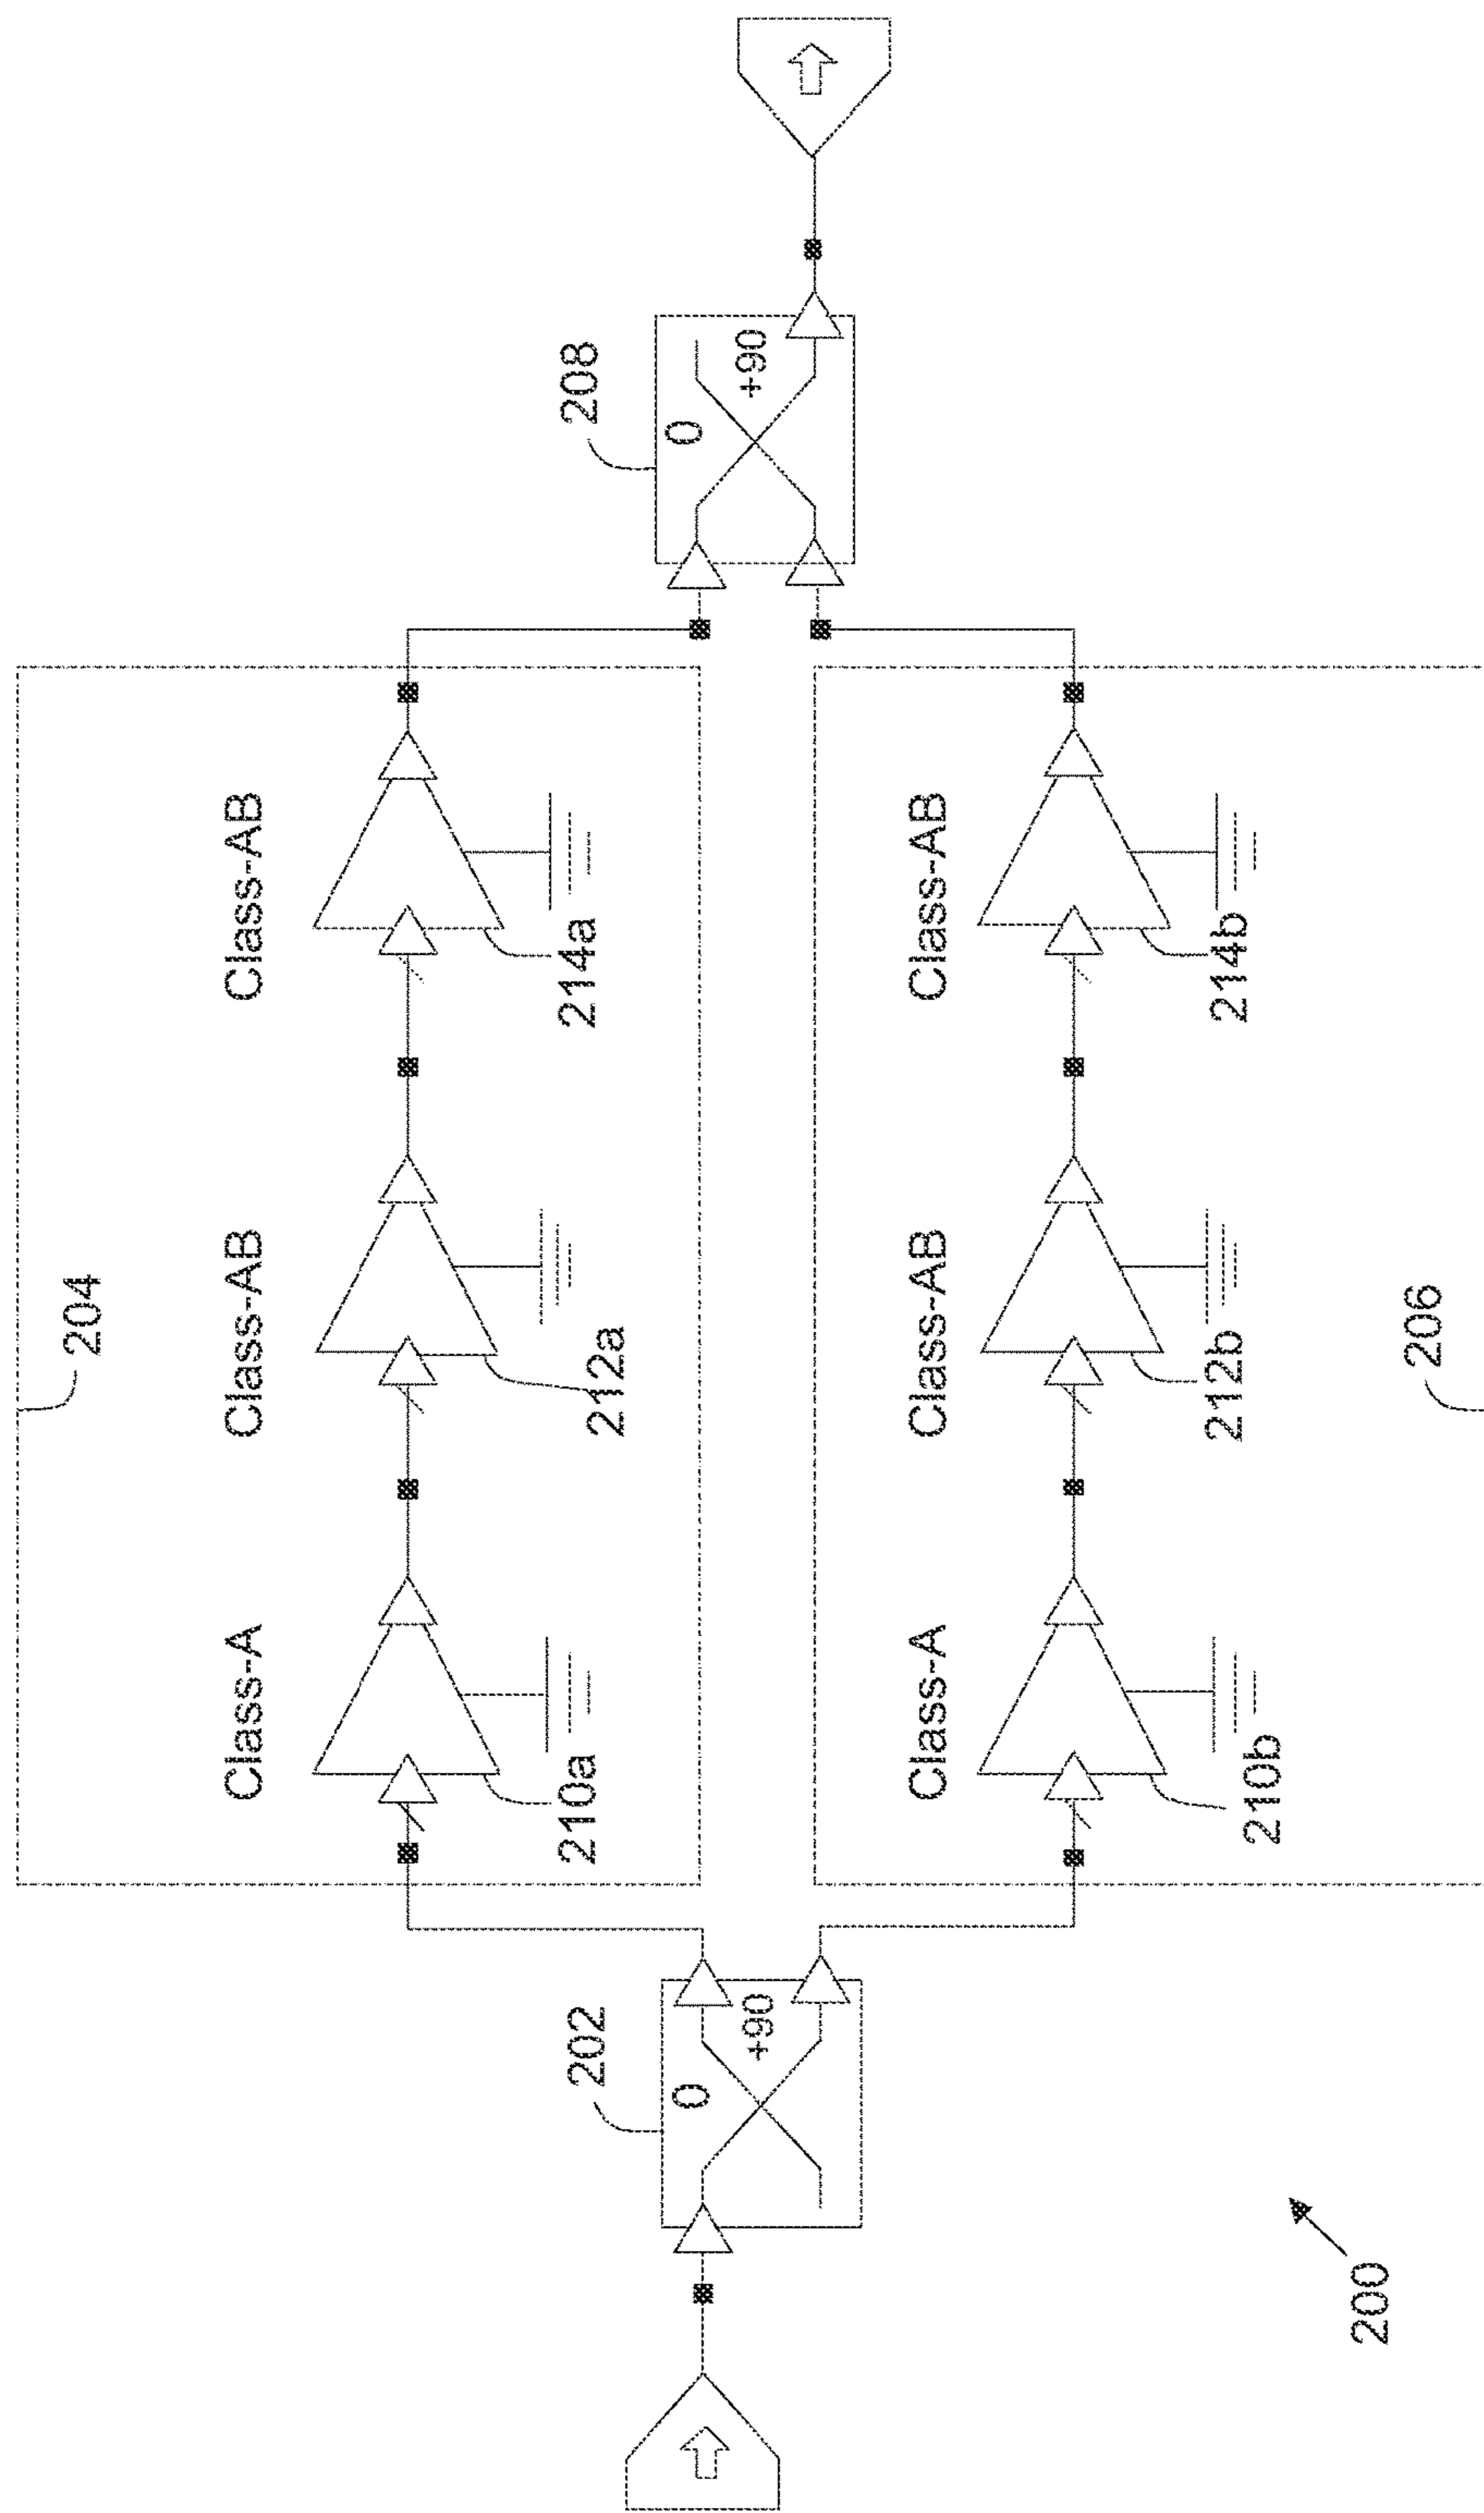 204
Class-A
Class-AB
Class-AB
210a
212a
214a
202
0
+90
208
0
+90
Class-A
Class-AB
Class-AB
210b
212b
214b
200
206